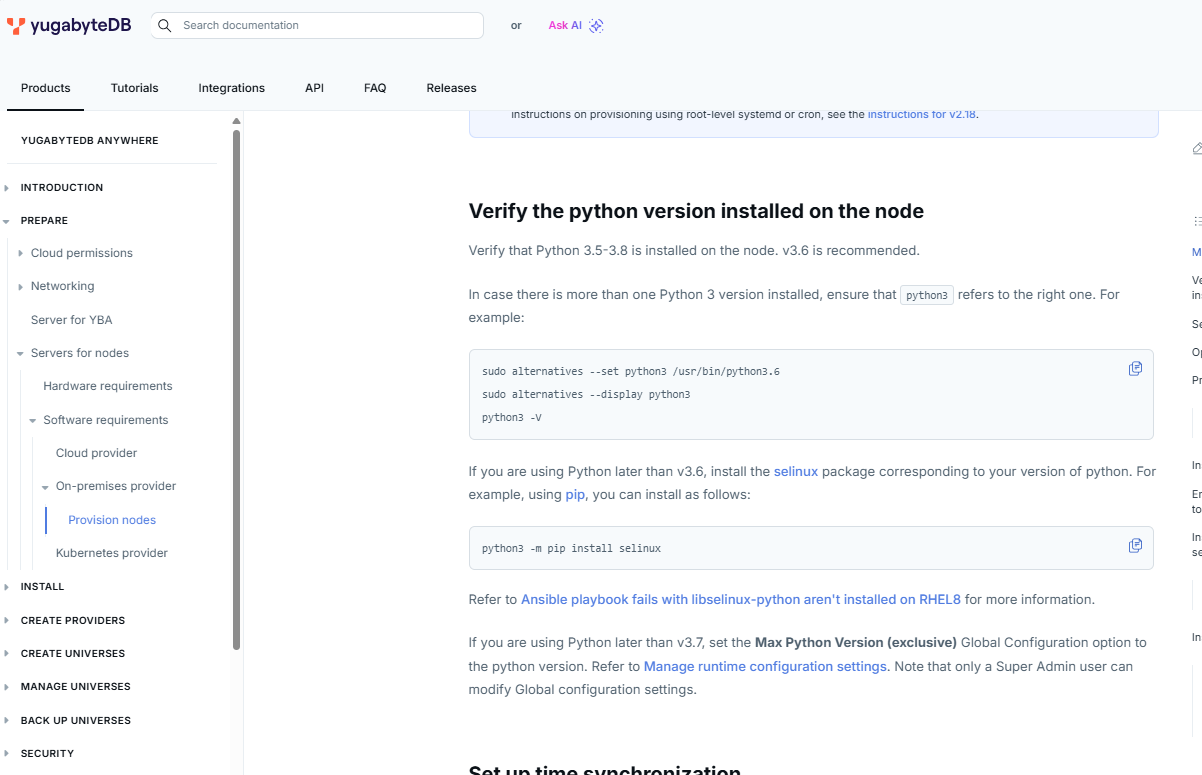 yugabyteDB
Search documentation
or
Ask AI
Products
Tutorials
Integrations
API
FAQ
Releases
YUGABYTEDB ANYWHERE
INTRODUCTION
PREPARE
Cloud permissions
Networking
Server for YBA
Servers for nodes
Hardware requirements
Software requirements
Cloud provider
On-premises provider
Provision nodes
Kubernetes provider
INSTALL
CREATE PROVIDERS
CREATE UNIVERSES
MANAGE UNIVERSES
BACK UP UNIVERSES
SECURITY
instructions on provisioning using root-level systemd or cron, see the instructions for v2.18.
Verify the python version installed on the node
Verify that Python 3.5-3.8 is installed on the node. v3.6 is recommended.
In case there is more than one Python 3 version installed, ensure that python3 refers to the right one. For
example:
sudo alternatives --set python3 /usr/bin/python3.6
sudo alternatives --display python3
python3 -V
If you are using Python later than v3.6, install the selinux package corresponding to your version of python. For
example, using pip, you can install as follows:
python3 -m pip install selinux
Refer to Ansible playbook fails with libselinux-python aren't installed on RHEL8 for more information.
If you are using Python later than v3.7, set the Max Python Version (exclusive) Global Configuration option to
the python version. Refer to Manage runtime configuration settings. Note that only a Super Admin user can
modify Global configuration settings.
Set up time synchronization